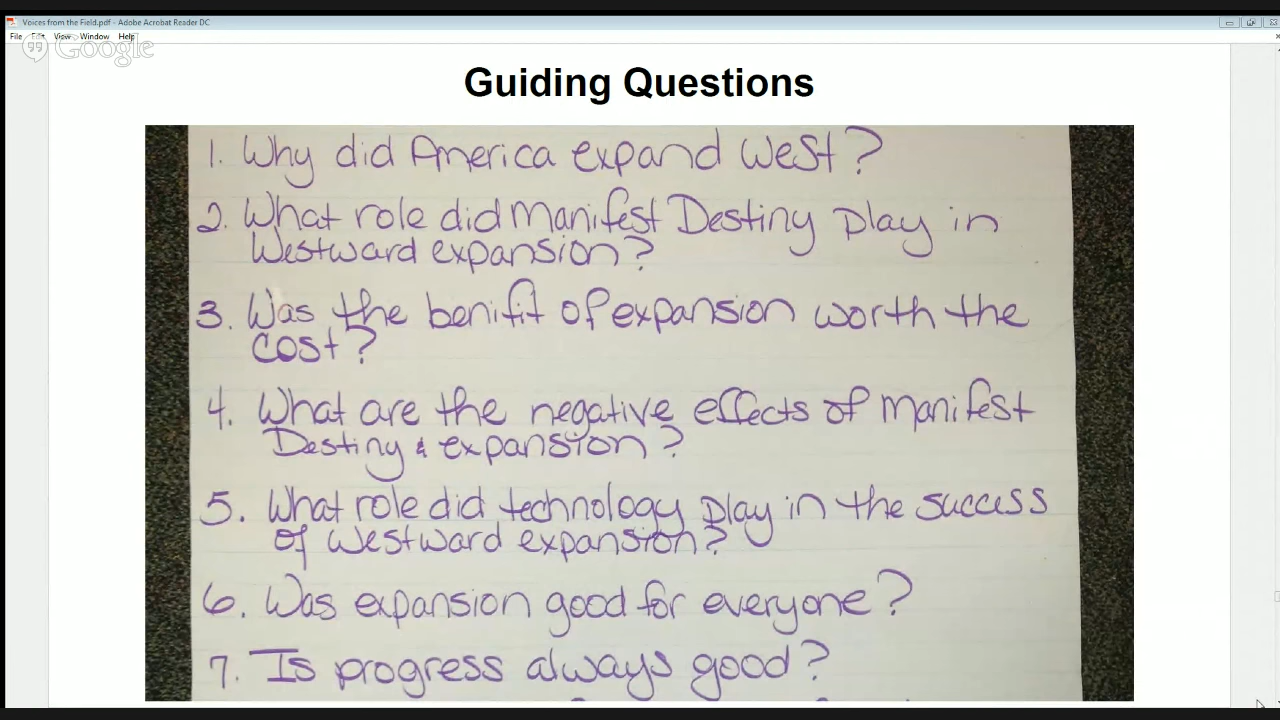 Voices from the Field.pdf - Adobe Acrobat Reader DC
File Edit View Window Help
Google
Guiding Questions
1. Why did America expand West?
2. What role did Manifest Destiny play in
Westward expansion?
3. Was the benifit of expansion worth the
cost?
4. What are the negative effects of Manifest
Destiny & expansion?
5. What role did technology play in the success
of Westward expansion?
6. Was expansion good for everyone?
7. Is progress always good?